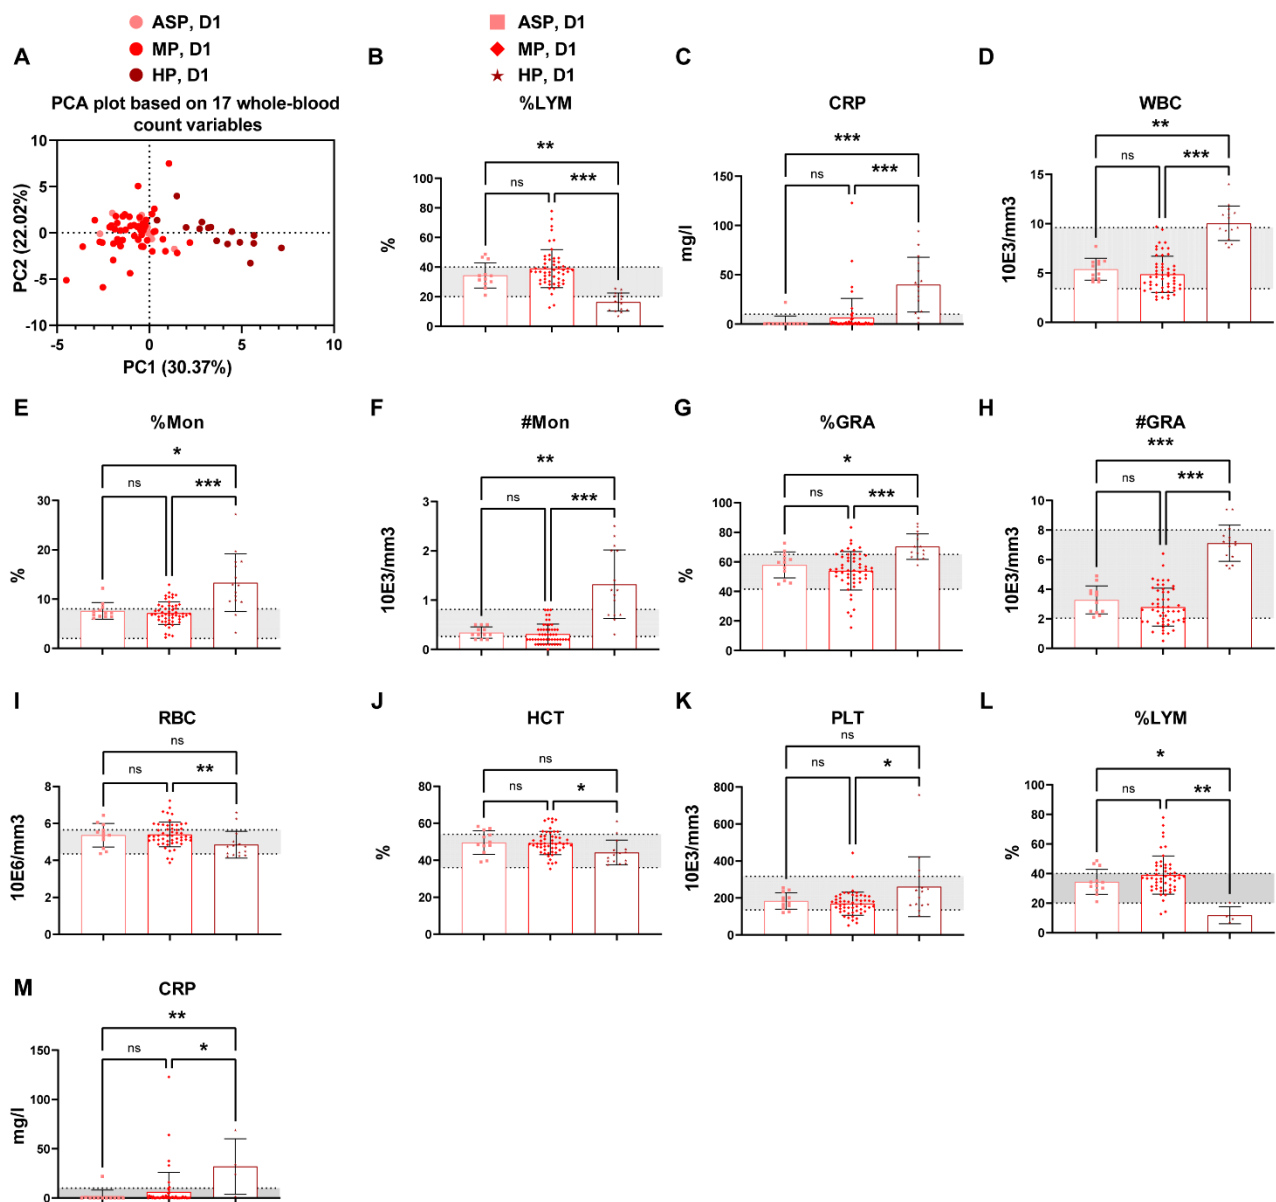 ASP, D1
MP, D1
HP, D1
ASP, D1
MP, D1
HP, D1
A
PCA plot based on 17 whole-blood
count variables
10
5
0
-5
-10
-5
0
5
10
PC2 (22.02%)
PC1 (30.37%)
B
%LYM
**
ns
***
100
80
60
40
20
0
%
C
CRP
***
ns
***
150
100
50
0
mg/l
D
WBC
**
ns
***
15
10
5
0
10E3/mm3
E
%Mon
*
ns
***
30
20
10
0
%
F
#Mon
**
ns
***
3
2
1
0
10E3/mm3
G
%GRA
*
ns
***
100
80
60
40
20
0
%
H
#GRA
***
ns
***
10
8
6
4
2
0
10E3/mm3
I
RBC
ns
ns
**
10
8
6
4
2
0
10E6/mm3
J
HCT
ns
ns
*
80
60
40
20
0
%
K
PLT
ns
ns
*
800
600
400
200
0
10E3/mm3
L
%LYM
*
ns
**
100
80
60
40
20
0
%
M
CRP
**
ns
*
150
100
50
0
mg/l